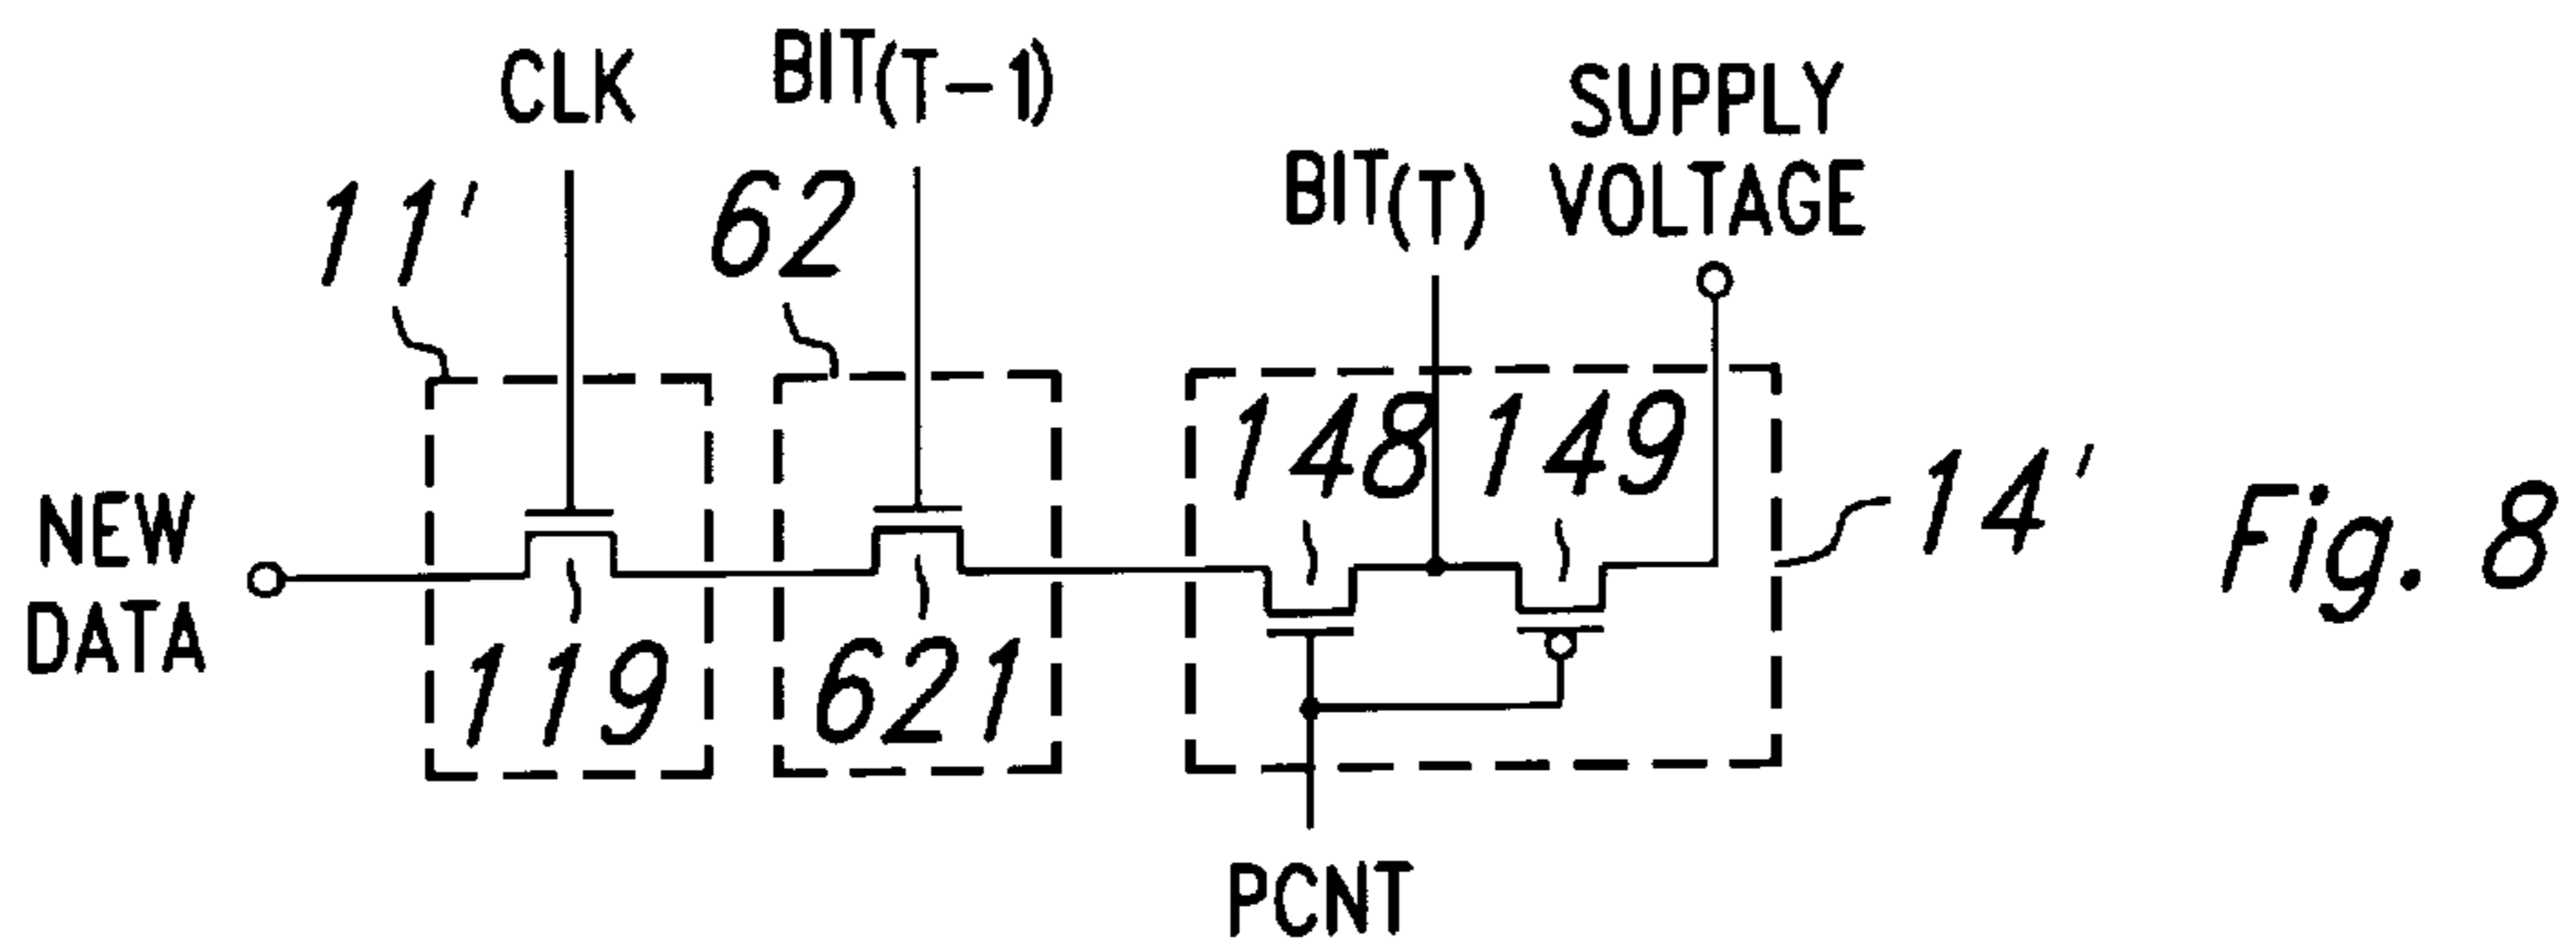 CLK
BIT(T-1)
BIT(T)
SUPPLY
VOLTAGE
11'
62
148
149
14'
NEW
DATA
119
621
PCNT
Fig. 8